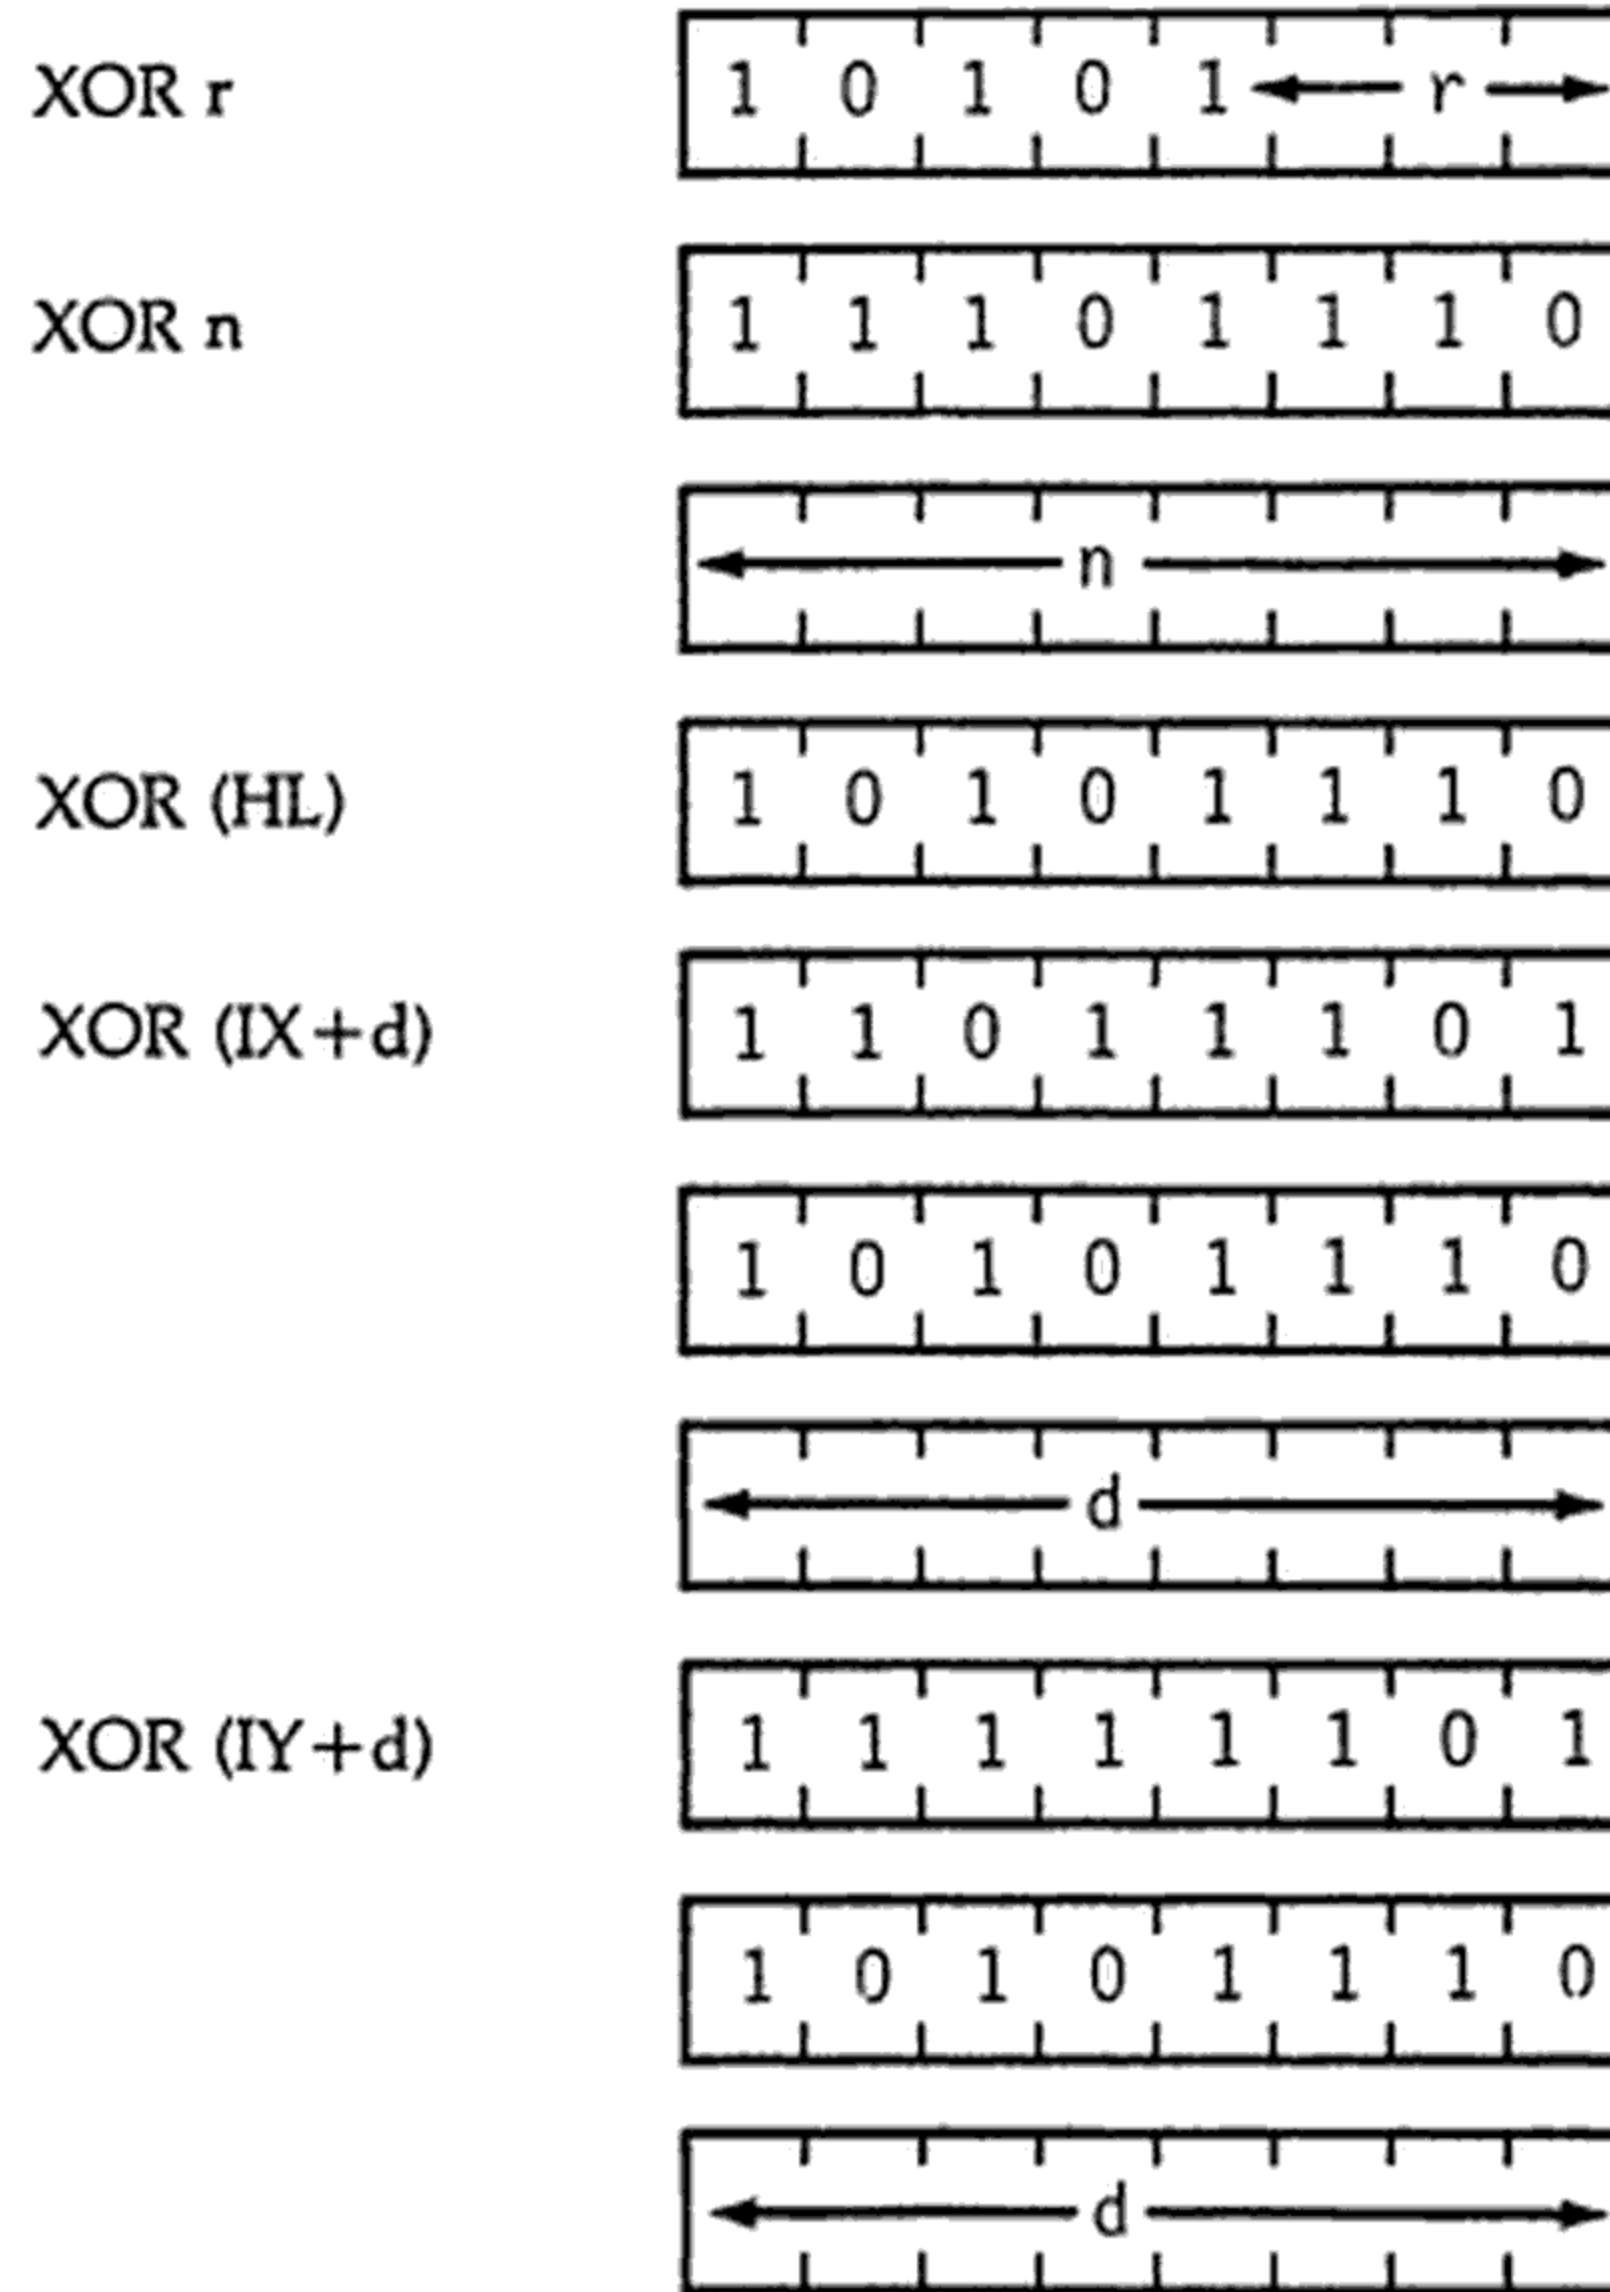 XOR r 1 0 1 0 1 r
XOR n 1 1 1 0 1 1 1 0
n
XOR (HL) 1 0 1 0 1 1 1 0
XOR (IX+d) 1 1 0 1 1 1 0 1
1 0 1 0 1 1 1 0
d
XOR (IY+d) 1 1 1 1 1 1 0 1
1 0 1 0 1 1 1 0
d